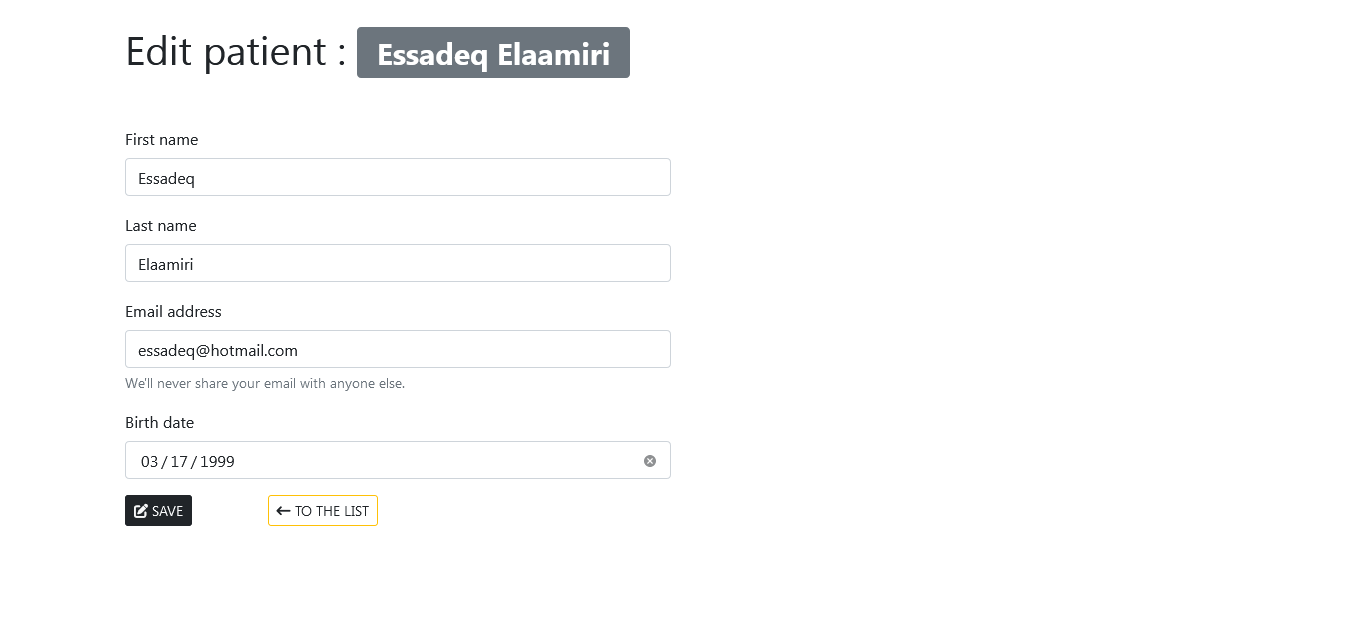 Edit patient : Essadeq Elaamiri
First name
Essadeq
Last name
Elaamiri
Email address
essadeq@hotmail.com
We'll never share your email with anyone else.
Birth date
03 / 17 / 1999
SAVE TO THE LIST